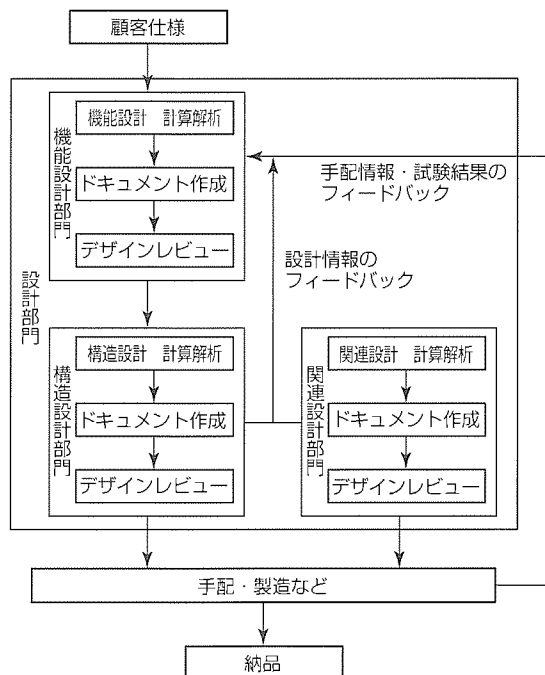 顧客仕様
設計部門
機能設計部門
機能設計 計算解析
ドキュメント作成
デザインレビュー
手配情報・試験結果の
フィードバック
設計情報の
フィードバック
構造設計部門
構造設計 計算解析
ドキュメント作成
デザインレビュー
関連設計部門
関連設計 計算解析
ドキュメント作成
デザインレビュー
手配・製造など
納品